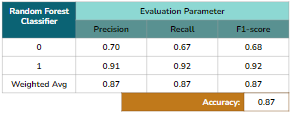 Random Forest Classifier Evaluation Parameter
Precision Recall F1-score
0 0.70 0.67 0.68
1 0.91 0.92 0.92
Weighted Avg 0.87 0.87 0.87
Accuracy: 0.87